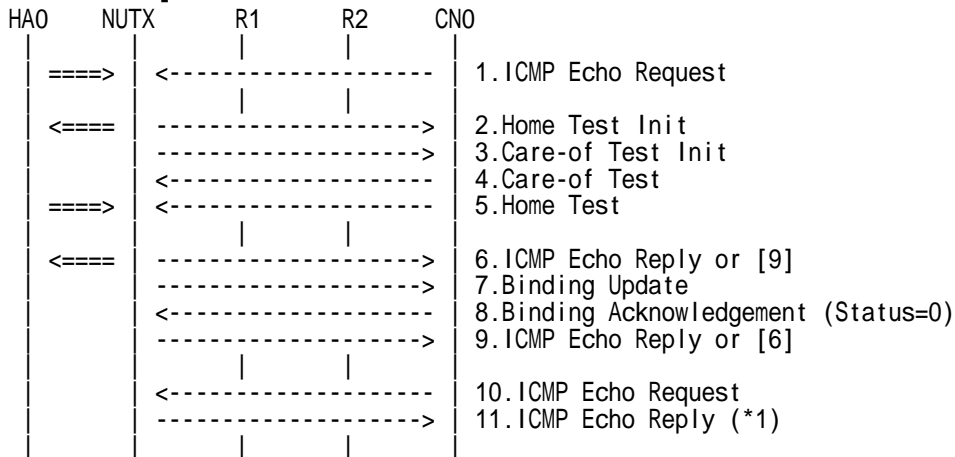 HA0 NUTX R1 R2 CN0
====> <--------------------- 1.ICMP Echo Request
<==== ---------------------> 2.Home Test Init
---------------------> 3.Care-of Test Init
<--------------------- 4.Care-of Test
====> <--------------------- 5.Home Test
<==== ---------------------> 6.ICMP Echo Reply or [9]
---------------------> 7.Binding Update
<--------------------- 8.Binding Acknowledgement (Status=0)
---------------------> 9.ICMP Echo Reply or [6]
<--------------------- 10.ICMP Echo Request
---------------------> 11.ICMP Echo Reply (*1)